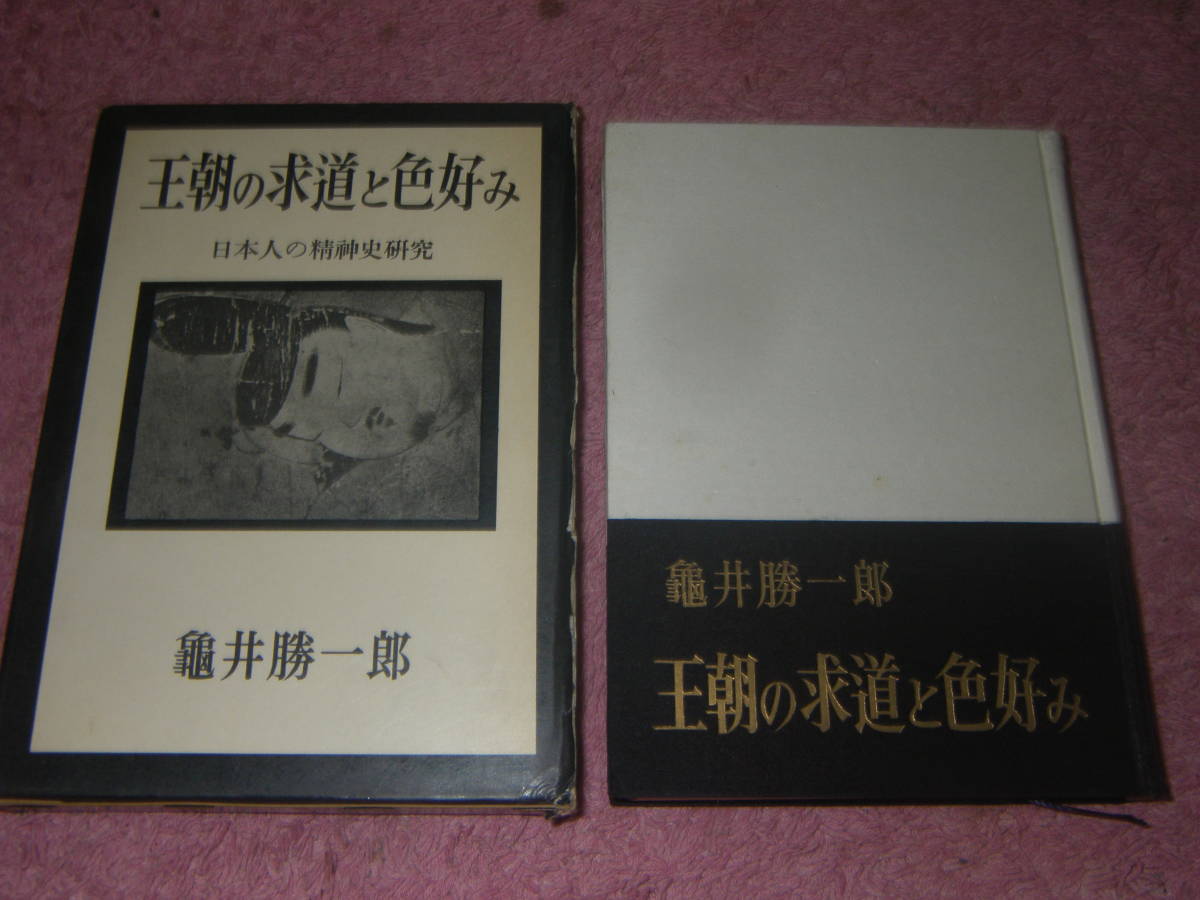 王朝の求道と色好み
日本人の精神史研究
龜井勝一郎
龜井勝一郎
王朝の求道と色好み